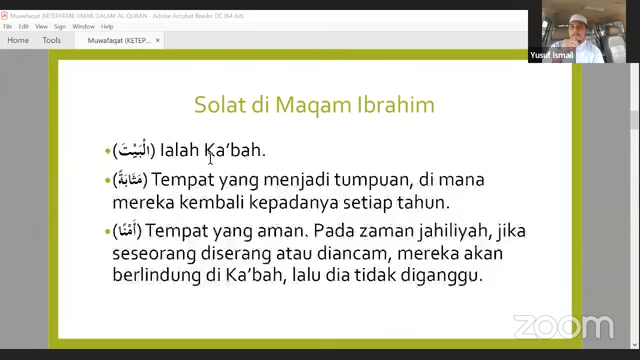 Muwafaqat (KETEPATAN) UMAR DALAM AL-QURAN - Adobe Acrobat Reader DC (64-bit)
File Edit View Sign Window Help
Home Tools Muwafaqat (KETEPA... ×
Yusuf Ismail
Solat di Maqam Ibrahim
• (الْبَيْتَ) Ialah Ka’bah.
• (مَثَابَةً) Tempat yang menjadi tumpuan, di mana
mereka kembali kepadanya setiap tahun.
• (أَمْنًا) Tempat yang aman. Pada zaman jahiliyah, jika
seseorang diserang atau diancam, mereka akan
berlindung di Ka’bah, lalu dia tidak diganggu.
zoom